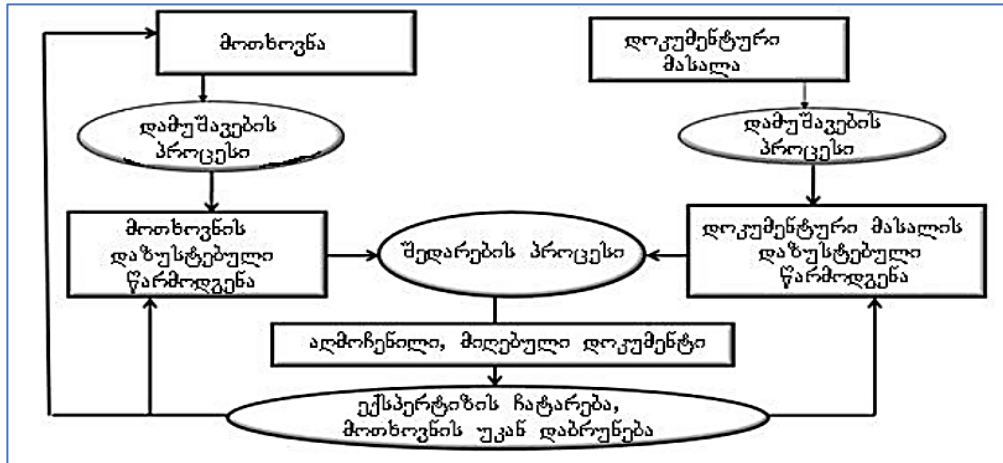 მოთხოვნა
დოკუმენტური
მასალა
დამუშავების
პროცესი
დამუშავების
პროცესი
მოთხოვნის
დაზუსტებული
წარმოდგენა
შედარების პროცესი
დოკუმენტური მასალის
დაზუსტებული
წარმოდგენა
აღმოჩენილი, მიღებული დოკუმენტი
ექსპერტიზის ჩატარება,
მოთხოვნის უკან დაბრუნება